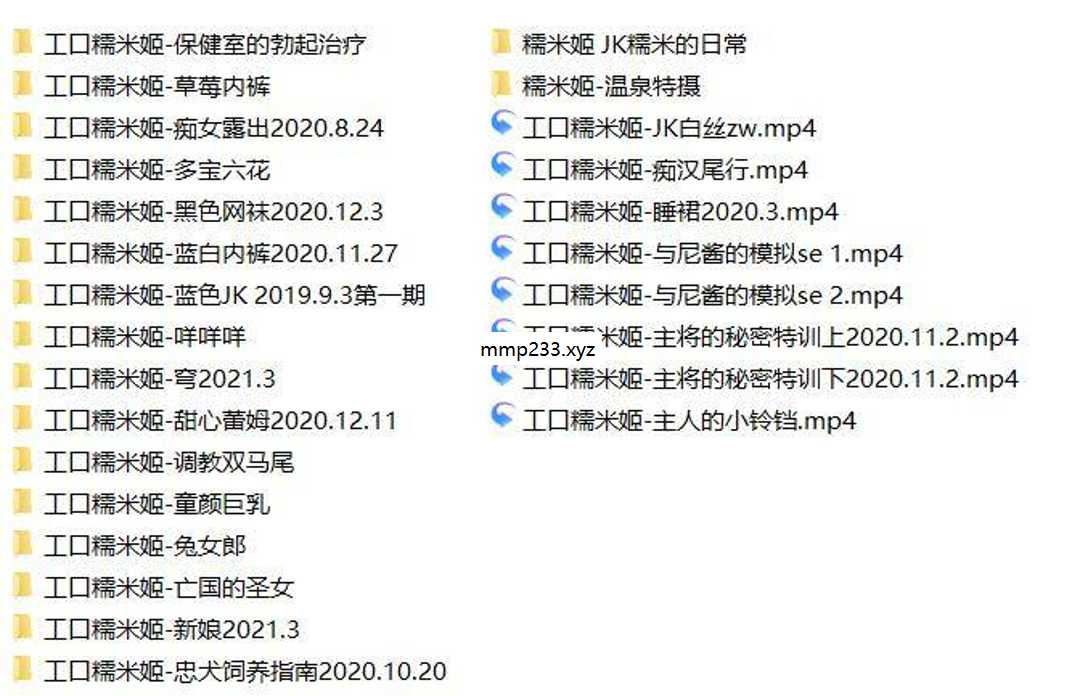 工口糯米姬-保健室的勃起治疗
工口糯米姬-草莓内裤
工口糯米姬-痴女露出2020.8.24
工口糯米姬-多宝六花
工口糯米姬-黑色网袜2020.12.3
工口糯米姬-蓝白内裤2020.11.27
工口糯米姬-蓝色JK 2019.9.3第一期
工口糯米姬-咩咩咩
工口糯米姬-穹2021.3
工口糯米姬-甜心蕾姆2020.12.11
工口糯米姬-调教双马尾
工口糯米姬-童颜巨乳
工口糯米姬-兔女郎
工口糯米姬-亡国的圣女
工口糯米姬-新娘2021.3
工口糯米姬-忠犬饲养指南2020.10.20
糯米姬 JK糯米的日常
糯米姬-温泉特摄
工口糯米姬-JK白丝zw.mp4
工口糯米姬-痴汉尾行.mp4
工口糯米姬-睡裙2020.3.mp4
工口糯米姬-与尼酱的模拟se 1.mp4
工口糯米姬-与尼酱的模拟se 2.mp4
米姬-主将的秘密特训上2020.11.2.mp4
mmp233.xyz
工口糯米姬-主将的秘密特训下2020.11.2.mp4
工口糯米姬-主人的小铃铛.mp4